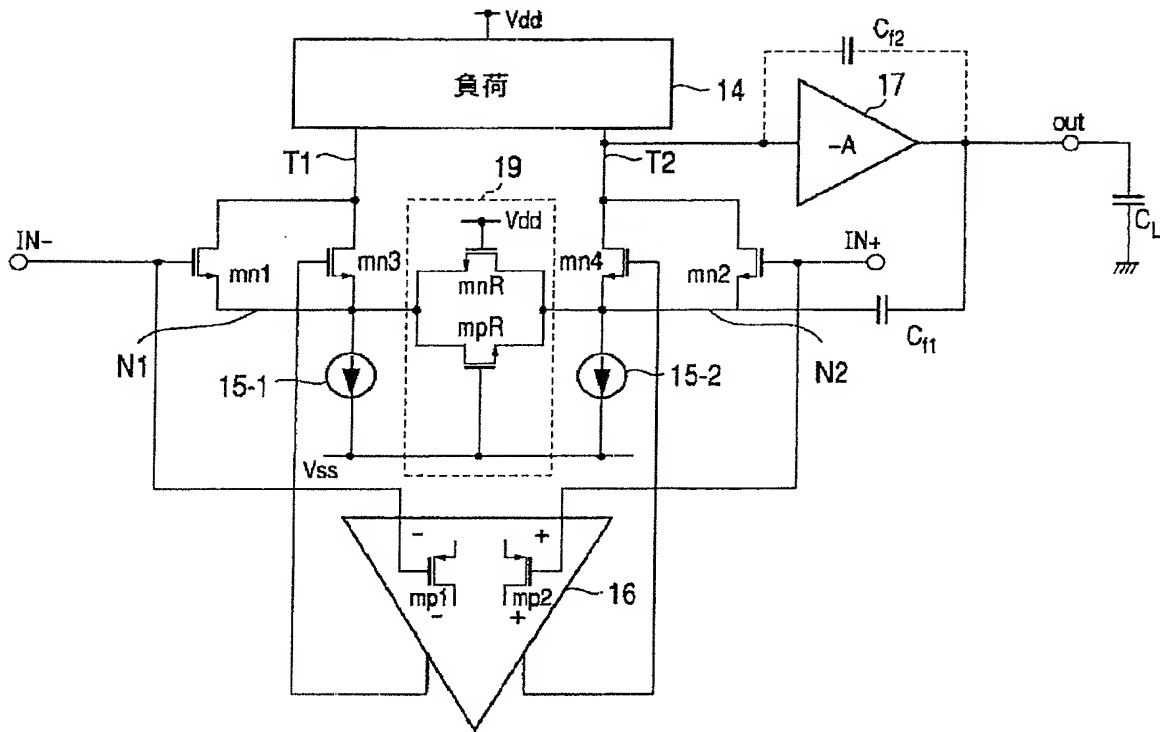 Vdd
負荷
14
Cf2
17
-A
out
CL
T1
T2
19
Vdd
IN-
IN+
mn1
mn3
mnR
mn4
mn2
mpR
N1
N2
Cf1
15-1
15-2
Vss
-
+
mp1
mp2
16
-
+